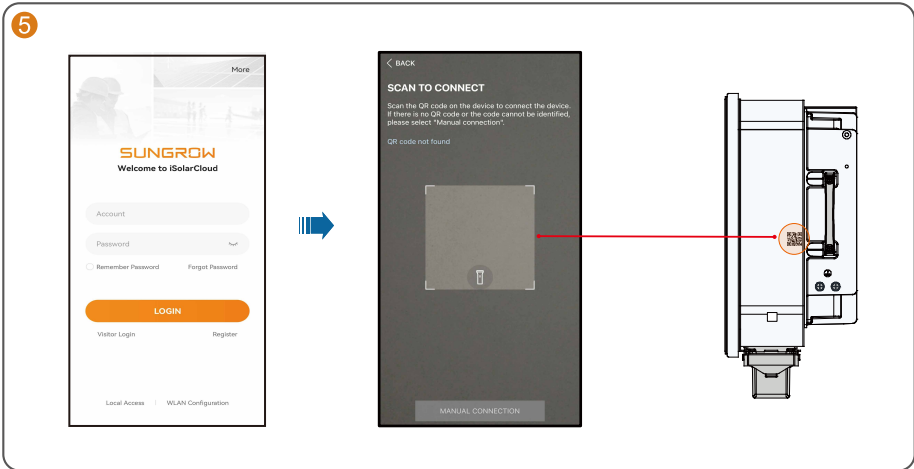 5
More
SUNGROW
Welcome to iSolarCloud
Account
Password
Remember Password Forgot Password
LOGIN
Visitor Login Register
Local Access | WLAN Configuration
BACK
SCAN TO CONNECT
Scan the QR code on the device to connect the device.
If there is no QR code or the code cannot be identified,
please select "Manual connection".
QR code not found
MANUAL CONNECTION